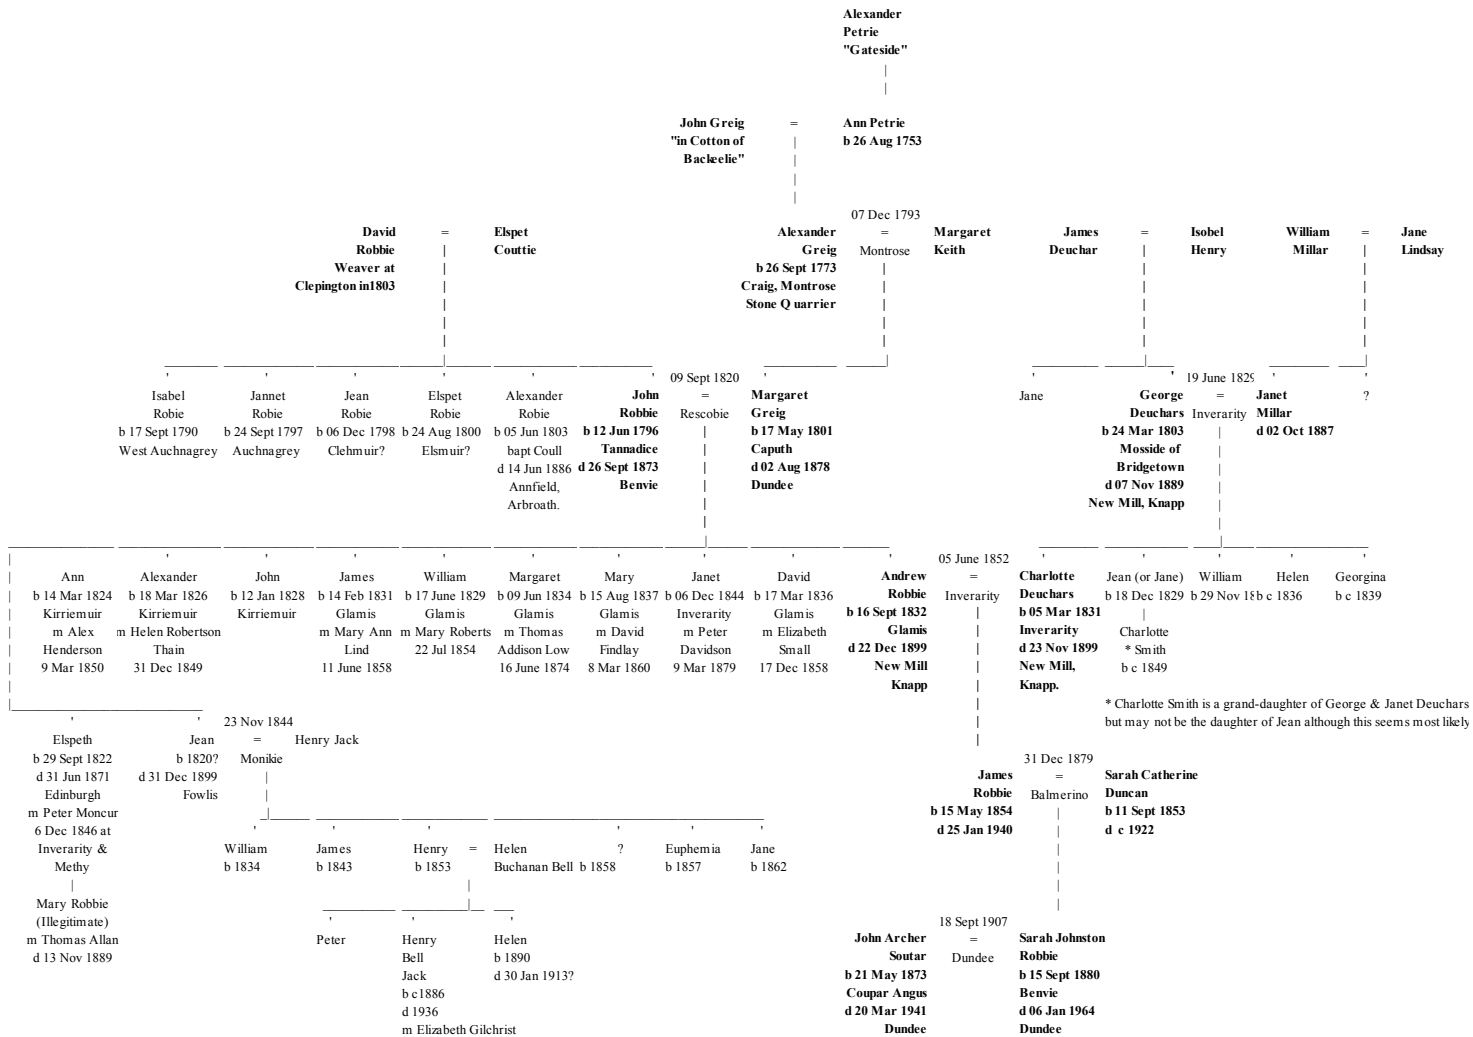 Alexander
Petrie
"Gateside"
John Greig = Ann Petrie
"in Cotton of b 26 Aug 1753
Backeelie"
07 Dec 1793
David = Elspet Alexander = Margaret James = Isobel William = Jane
Robbie Couttie Greig Montrose Keith Deuchar Henry Millar Lindsay
Weaver at b 26 Sept 1773
Clepington in1803 Craig, Montrose
Stone Q uarrier
09 Sept 1820 19 June 1829
Isabel Jannet Jean Elspet Alexander John = Margaret Jane George = Janet ?
Robie Robie Robie Robie Robie Robbie Rescobie Greig Deuchars Inverarity Millar
b 17 Sept 1790 b 24 Sept 1797 b 06 Dec 1798 b 24 Aug 1800 b 05 Jun 1803 b 12 Jun 1796 b 17 May 1801 b 24 Mar 1803 d 02 Oct 1887
West Auchnagrey Auchnagrey Clehmuir? Elsmuir? bapt Coull Tannadice Caputh Mosside of
d 14 Jun 1886 d 26 Sept 1873 d 02 Aug 1878 Bridgetown
Annfield, Benvie Dundee d 07 Nov 1889
Arbroath. New Mill, Knapp
05 June 1852
Ann Alexander John James William Margaret Mary Janet David Andrew = Charlotte Jean (or Jane) William Helen Georgina
b 14 Mar 1824 b 18 Mar 1826 b 12 Jan 1828 b 14 Feb 1831 b 17 June 1829 b 09 Jun 1834 b 15 Aug 1837 b 06 Dec 1844 b 17 Mar 1836 Robbie Inverarity Deuchars b 18 Dec 1829 b 29 Nov 18 b c 1836 b c 1839
Kirriemuir Kirriemuir Kirriemuir Glamis Glamis Glamis Glamis Inverarity Glamis b 16 Sept 1832 b 05 Mar 1831
m Alex m Helen Robertson m Mary Ann m Mary Roberts m Thomas m David m Peter m Elizabeth Glamis Inverarity Charlotte
Henderson Thain Lind 22 Jul 1854 Addison Low Findlay Davidson Small d 22 Dec 1899 d 23 Nov 1899 * Smith
9 Mar 1850 31 Dec 1849 11 June 1858 16 June 1874 8 Mar 1860 9 Mar 1879 17 Dec 1858 New Mill New Mill, b c 1849
Knapp Knapp.
* Charlotte Smith is a grand-daughter of George & Janet Deuchars
23 Nov 1844 but may not be the daughter of Jean although this seems most likely
Elspeth Jean = Henry Jack
b 29 Sept 1822 b 1820? Monikie 31 Dec 1879
d 31 Jun 1871 d 31 Dec 1899 James = Sarah Catherine
Edinburgh Fowlis Robbie Balmerino Duncan
m Peter Moncur b 15 May 1854 b 11 Sept 1853
6 Dec 1846 at d 25 Jan 1940 d c 1922
Inverarity & William James Henry = Helen ? Euphemia Jane
Methy b 1834 b 1843 b 1853 Buchanan Bell b 1858 b 1857 b 1862
Mary Robbie
(Illegitimate) 18 Sept 1907
m Thomas Allan Peter Henry Helen John Archer = Sarah Johnston
d 13 Nov 1889 Bell b 1890 Soutar Dundee Robbie
Jack d 30 Jan 1913? b 21 May 1873 b 15 Sept 1880
b c1886 Coupar Angus Benvie
d 1936 d 20 Mar 1941 d 06 Jan 1964
m Elizabeth Gilchrist Dundee Dundee